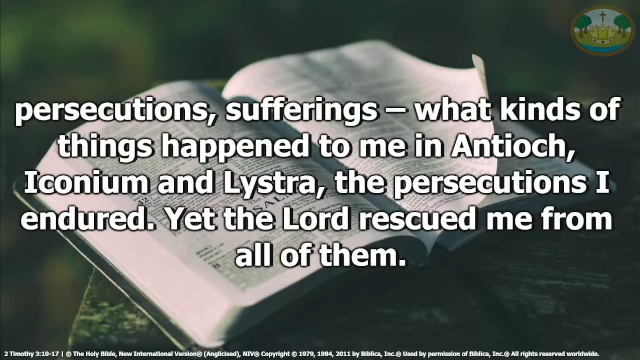 persecutions, sufferings – what kinds of
things happened to me in Antioch,
Iconium and Lystra, the persecutions I
endured. Yet the Lord rescued me from
all of them.
2 Timothy 3:10-17 | © The Holy Bible, New International Version® (Anglicised), NIV® Copyright © 1979, 1984, 2011 by Biblica, Inc.® Used by permission of Biblica, Inc.® All rights reserved worldwide.